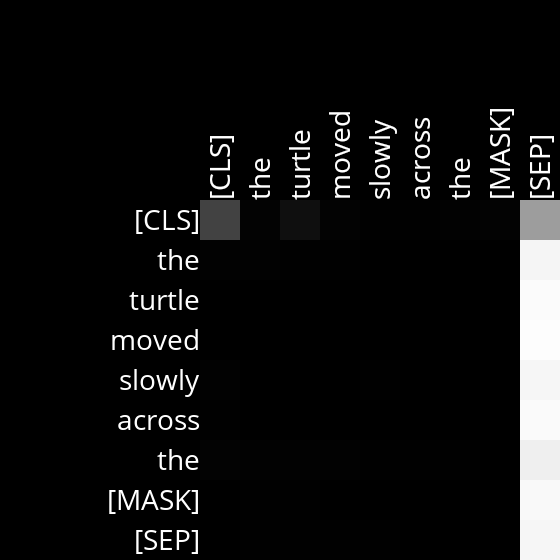 [CLS]
the
turtle
moved
slowly
across
the
[MASK]
[SEP]
[CLS]
the
turtle
moved
slowly
across
the
[MASK]
[SEP]